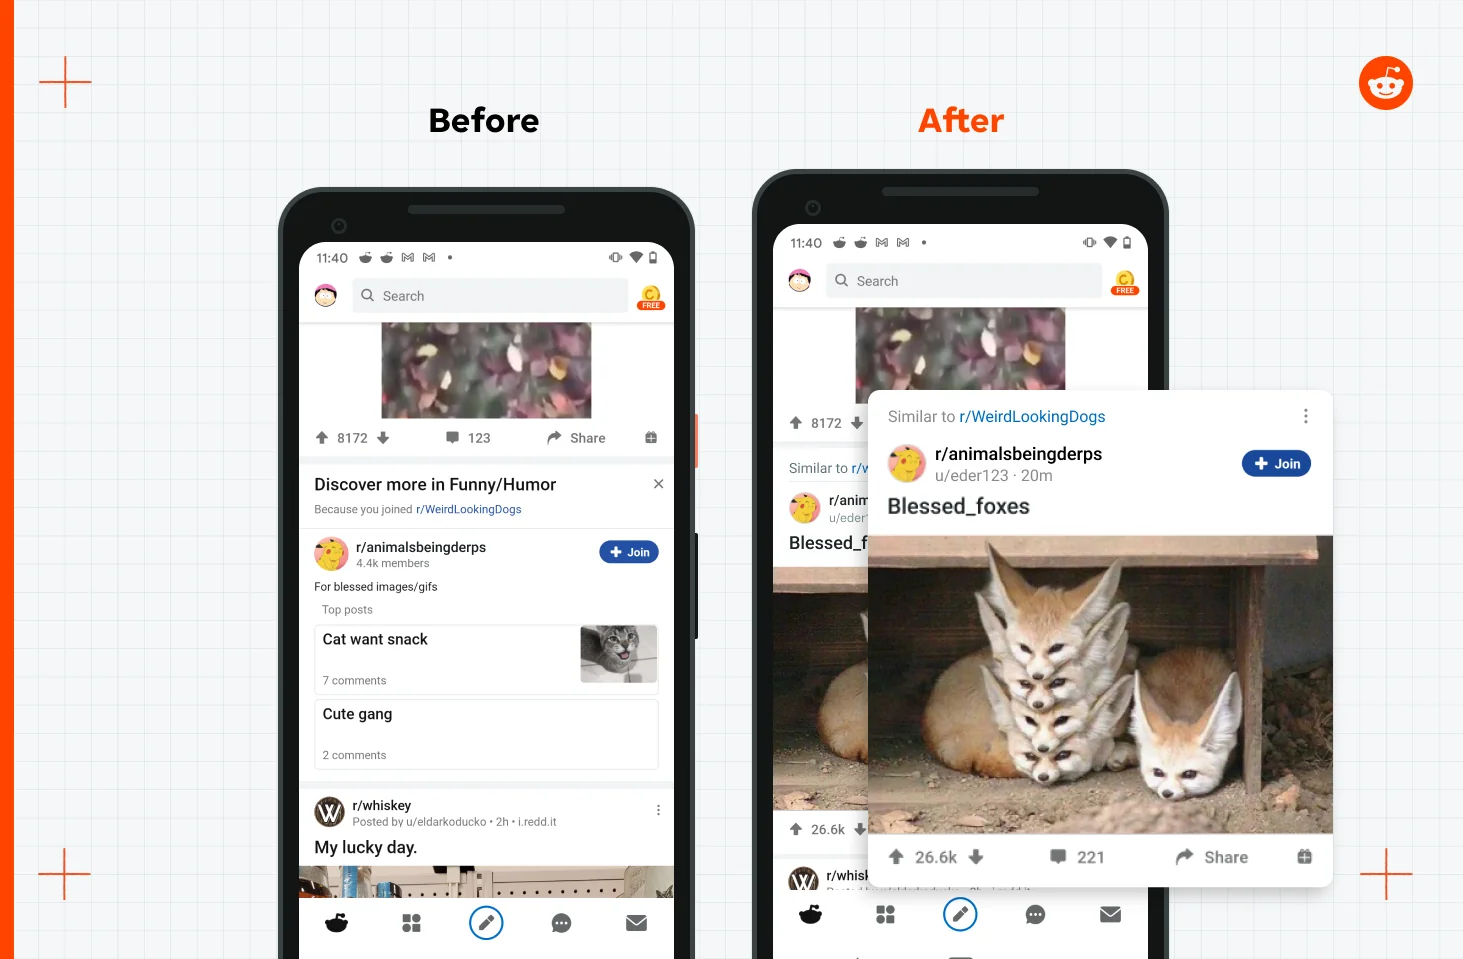 Before
After
11:40
Search
FREE
8172
123
Share
Discover more in Funny/Humor
Because you joined r/WeirdLookingDogs
r/animalsbeingderps
4.4k members
Join
For blessed images/gifs
Top posts
Cat want snack
7 comments
Cute gang
2 comments
r/whiskey
Posted by u/eldarkoducko • 2h • i.redd.it
My lucky day.
11:40
Search
FREE
8172
Similar to r/w
r/anim
u/eder1
Blessed_f
26.6k
r/whisk
Similar to r/WeirdLookingDogs
r/animalsbeingderps
u/eder123 · 20m
Join
Blessed_foxes
26.6k
221
Share